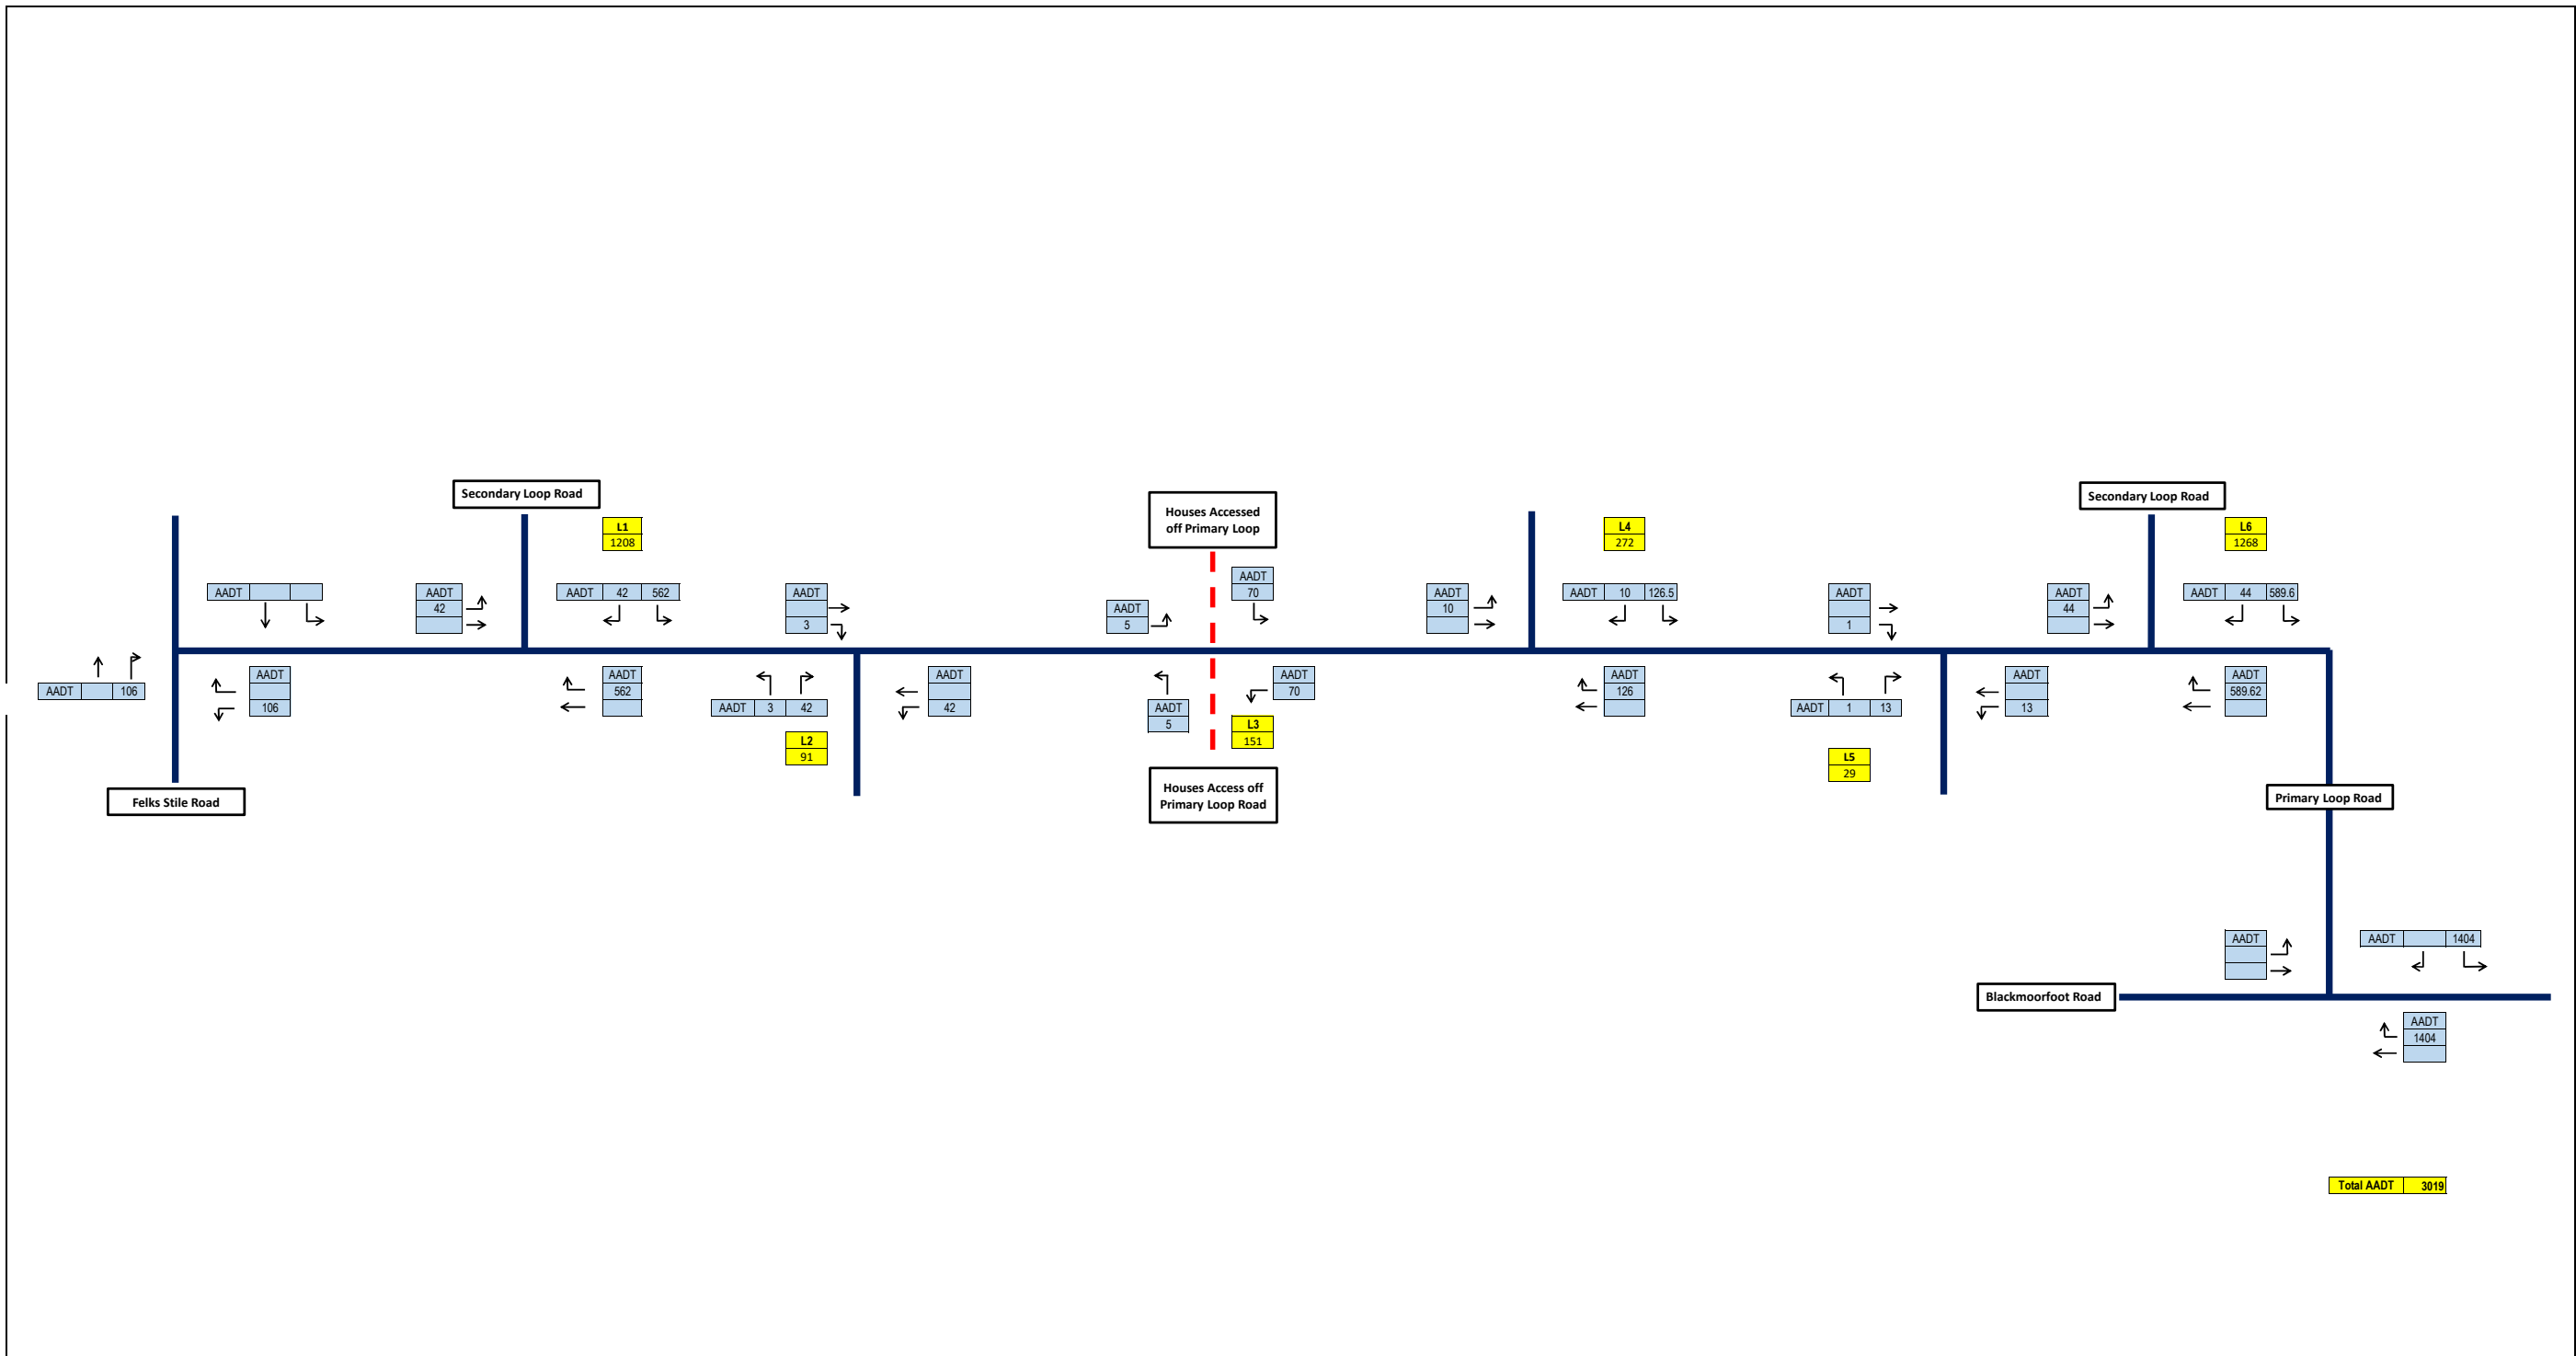 Secondary Loop Road
L1
1208
Houses Accessed
off Primary Loop
L4
272
Secondary Loop Road
L6
1268
AADT
AADT
42
AADT 42 562
AADT
3
AADT
5
AADT
70
AADT
10
AADT 10 126.5
AADT
1
AADT
44
AADT 44 589.6
AADT 106
AADT
106
AADT
562
AADT 3 42
L2
91
AADT
42
AADT
5
AADT
70
L3
151
AADT
126
AADT 1 13
L5
29
AADT
13
AADT
589.62
Felks Stile Road
Houses Access off
Primary Loop Road
Primary Loop Road
AADT
AADT 1404
Blackmoorfoot Road
AADT
1404
Total AADT 3019